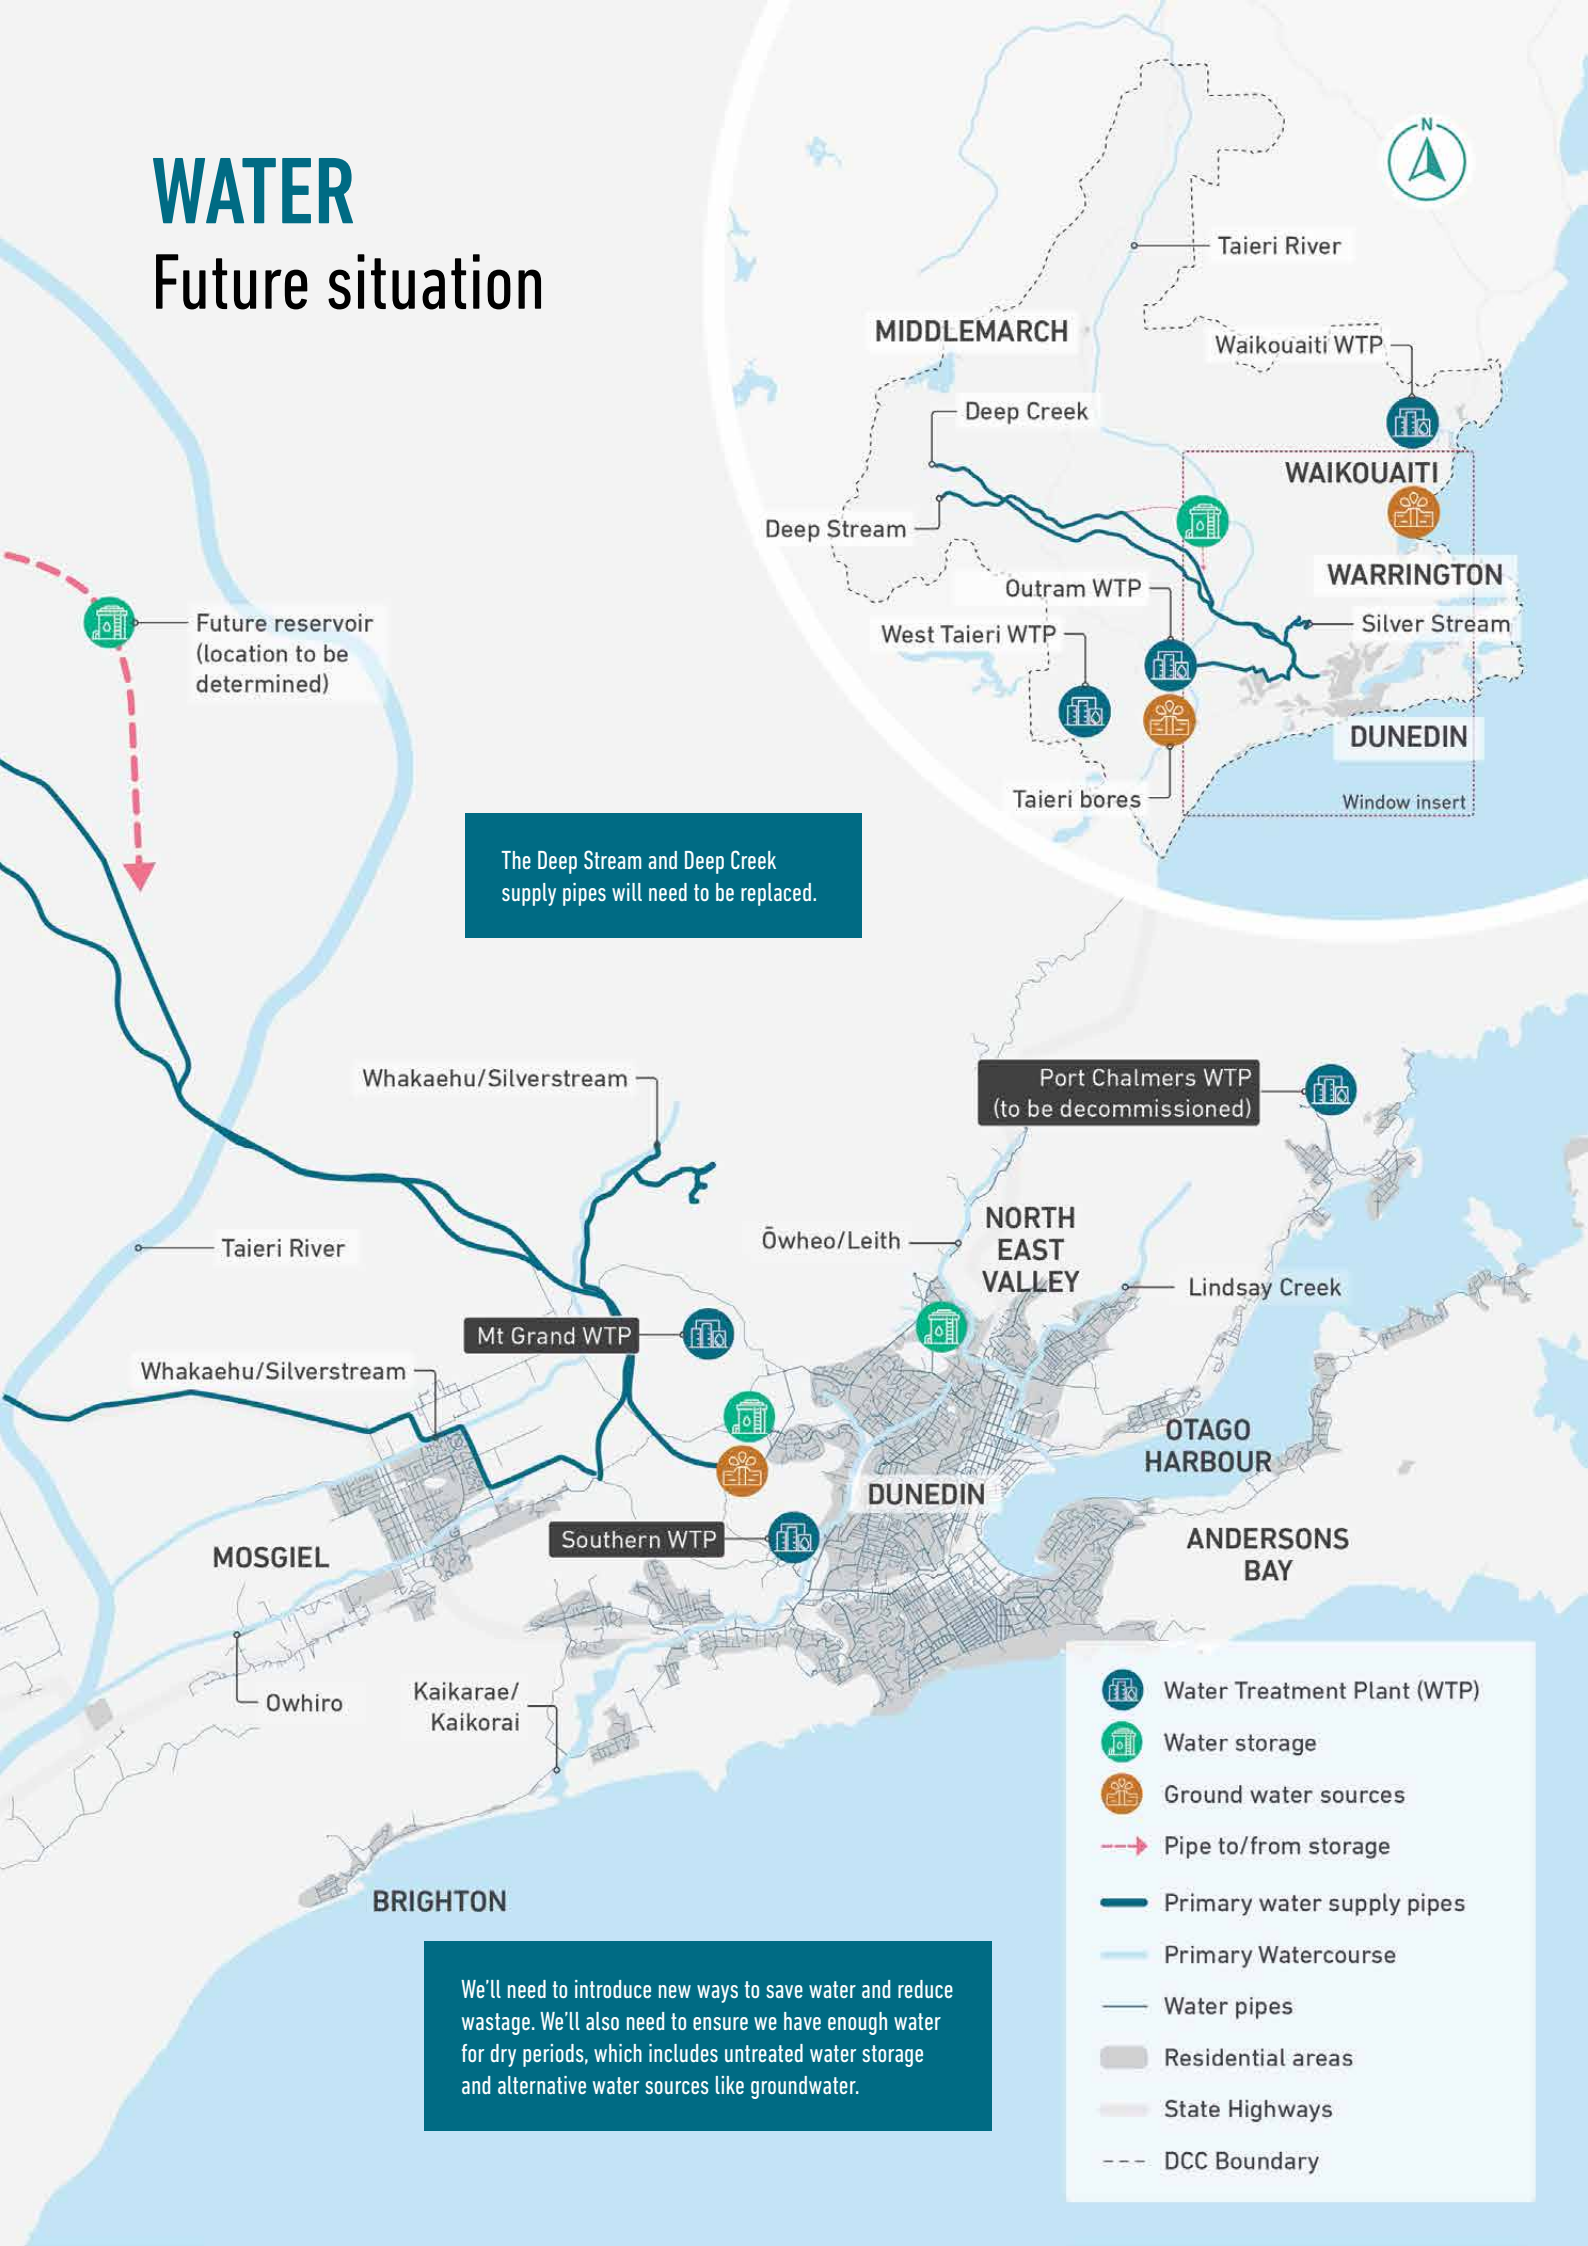 WATER
Future situation
N
Taieri River
MIDDLEMARCH
Waikouaiti WTP
Deep Creek
WAIKOUAITI
Deep Stream
WARRINGTON
Outram WTP
Silver Stream
West Taieri WTP
DUNEDIN
Taieri bores
Window insert
Future reservoir
(location to be
determined)
The Deep Stream and Deep Creek
supply pipes will need to be replaced.
Whakaehu/Silverstream
Port Chalmers WTP
(to be decommissioned)
Taieri River
Ōwheo/Leith
NORTH
EAST
VALLEY
Lindsay Creek
Mt Grand WTP
Whakaehu/Silverstream
OTAGO
HARBOUR
DUNEDIN
Southern WTP
ANDERSONS
BAY
MOSGIEL
Owhiro
Kaikarae/
Kaikorai
BRIGHTON
Water Treatment Plant (WTP)
Water storage
Ground water sources
Pipe to/from storage
Primary water supply pipes
Primary Watercourse
Water pipes
Residential areas
State Highways
DCC Boundary
We'll need to introduce new ways to save water and reduce
wastage. We'll also need to ensure we have enough water
for dry periods, which includes untreated water storage
and alternative water sources like groundwater.